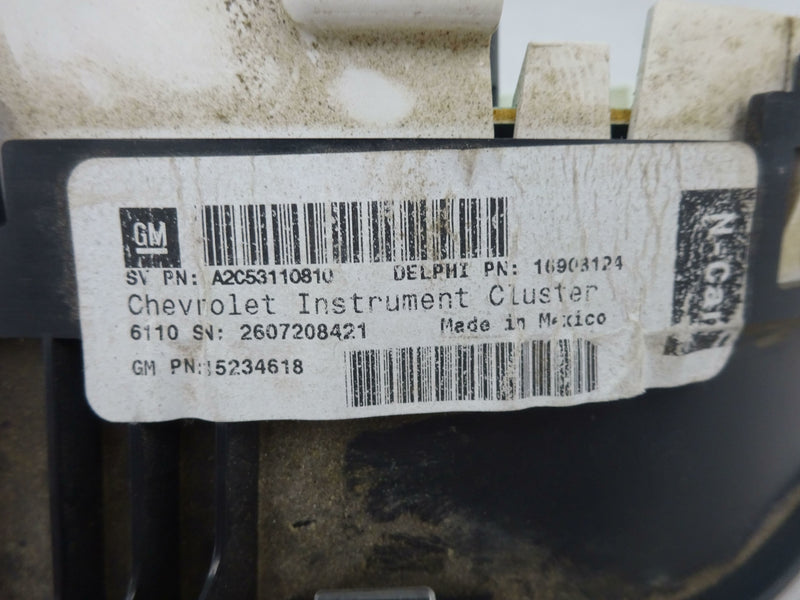 GM
SV PN: A2C53110810 DELPHI PN: 16908124
Chevrolet Instrument Cluster
6110 SN: 2607208421 Made in Mexico
GM PN:15234618
N-Car